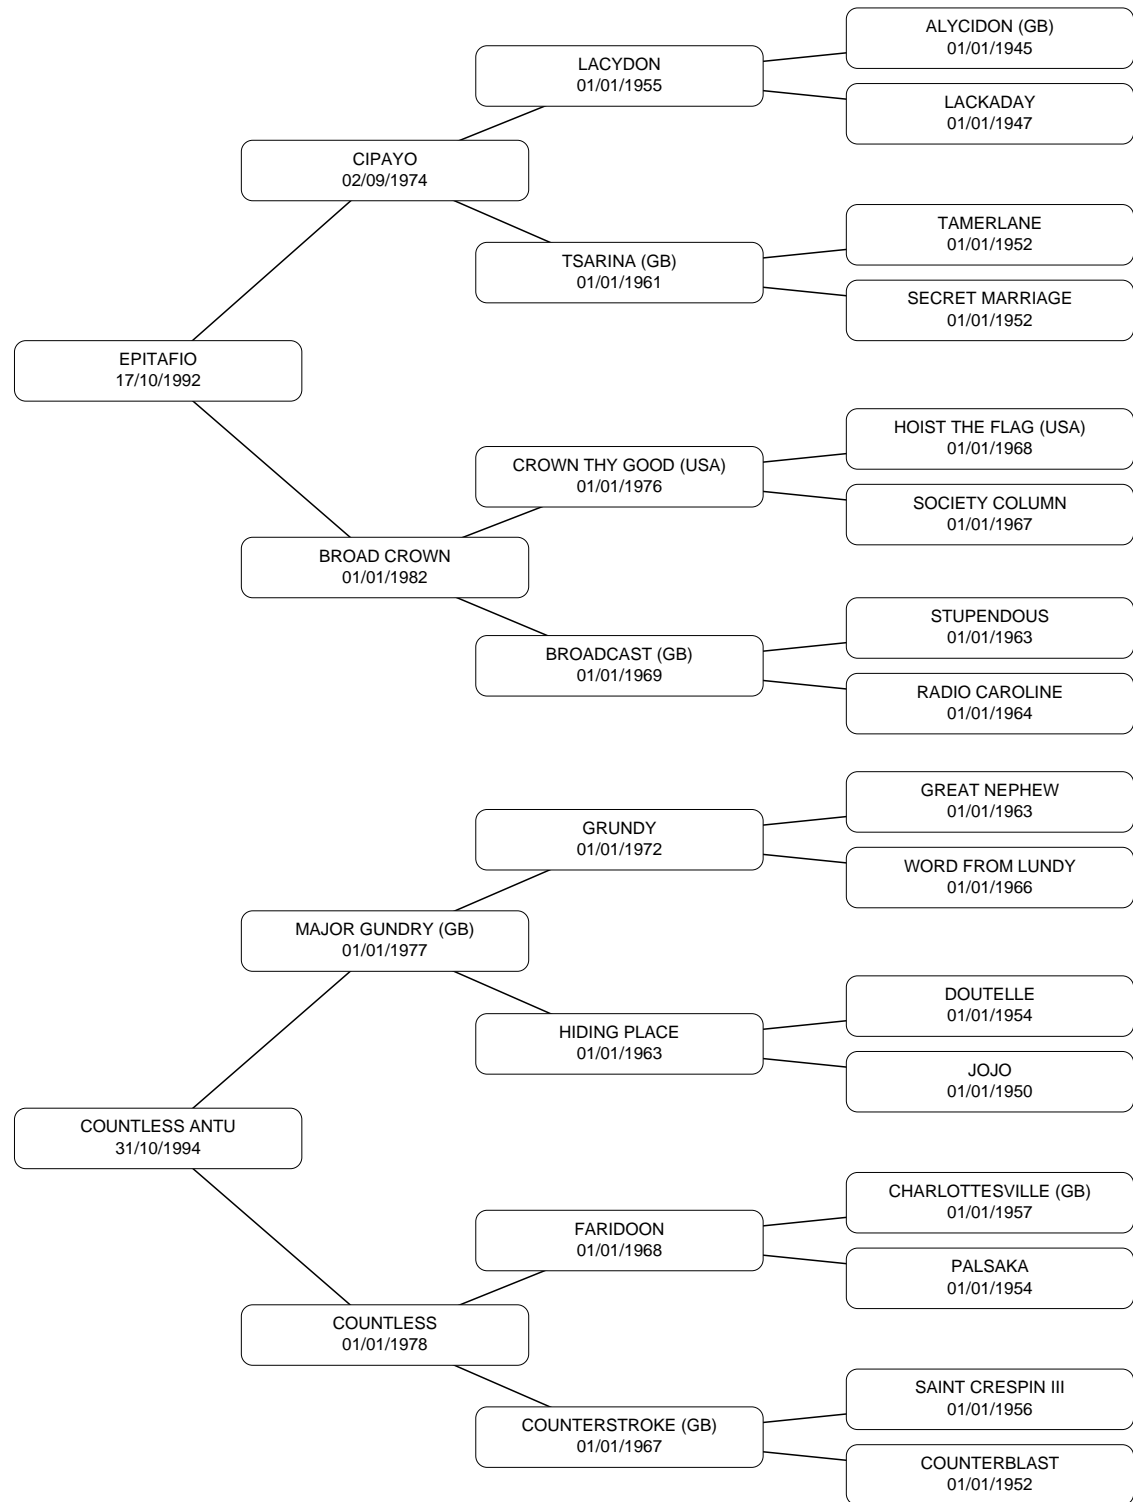 ALYCIDON (GB)
01/01/1945
LACYDON
01/01/1955
LACKADAY
01/01/1947
CIPAYO
02/09/1974
TAMERLANE
01/01/1952
TSARINA (GB)
01/01/1961
SECRET MARRIAGE
01/01/1952
EPITAFIO
17/10/1992
HOIST THE FLAG (USA)
01/01/1968
CROWN THY GOOD (USA)
01/01/1976
SOCIETY COLUMN
01/01/1967
BROAD CROWN
01/01/1982
STUPENDOUS
01/01/1963
BROADCAST (GB)
01/01/1969
RADIO CAROLINE
01/01/1964
GREAT NEPHEW
01/01/1963
GRUNDY
01/01/1972
WORD FROM LUNDY
01/01/1966
MAJOR GUNDRY (GB)
01/01/1977
DOUTELLE
01/01/1954
HIDING PLACE
01/01/1963
JOJO
01/01/1950
COUNTLESS ANTU
31/10/1994
CHARLOTTESVILLE (GB)
01/01/1957
FARIDOON
01/01/1968
PALSAKA
01/01/1954
COUNTLESS
01/01/1978
SAINT CRESPIN III
01/01/1956
COUNTERSTROKE (GB)
01/01/1967
COUNTERBLAST
01/01/1952